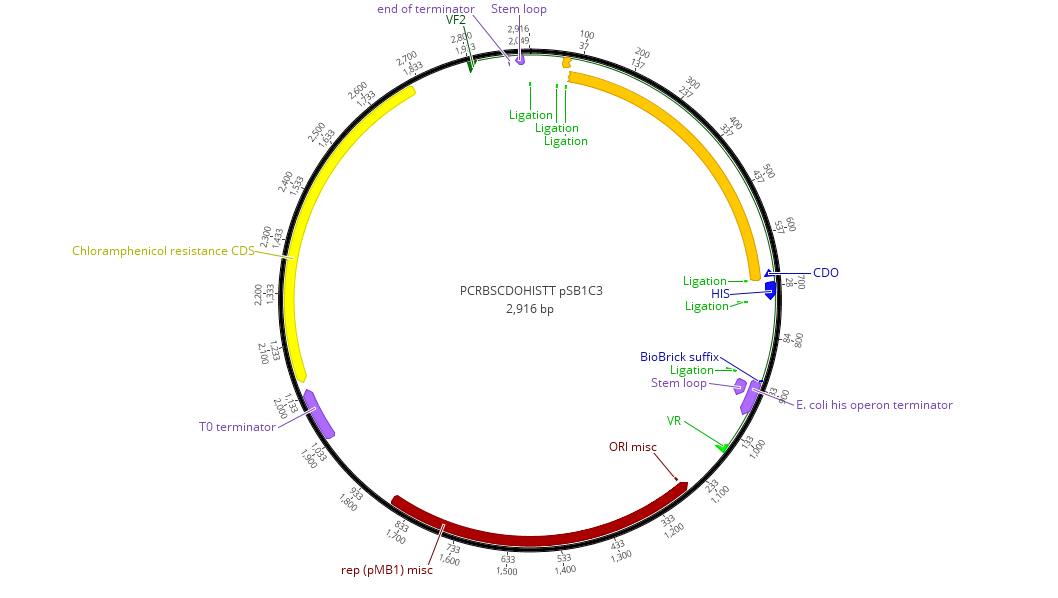 end of terminator
Stem loop
VF2
2,916
2,049
100
37
200
137
300
237
400
337
500
437
600
537
700
28
800
84
900
33
1,000
133
1,100
233
1,200
333
1,300
433
1,400
533
1,500
633
1,600
733
1,700
833
1,800
933
1,900
1,033
2,000
1,133
2,100
1,233
2,200
1,333
2,300
1,433
2,400
1,533
2,500
1,633
2,600
1,733
2,700
1,833
2,800
Ligation
Ligation
Ligation
Chloramphenicol resistance CDS
PCRBSCDOHISTT pSB1C3
2,916 bp
CDO
Ligation
HIS
Ligation
BioBrick suffix
Ligation
Stem loop
E. coli his operon terminator
VR
T0 terminator
ORI misc
rep (pMB1) misc